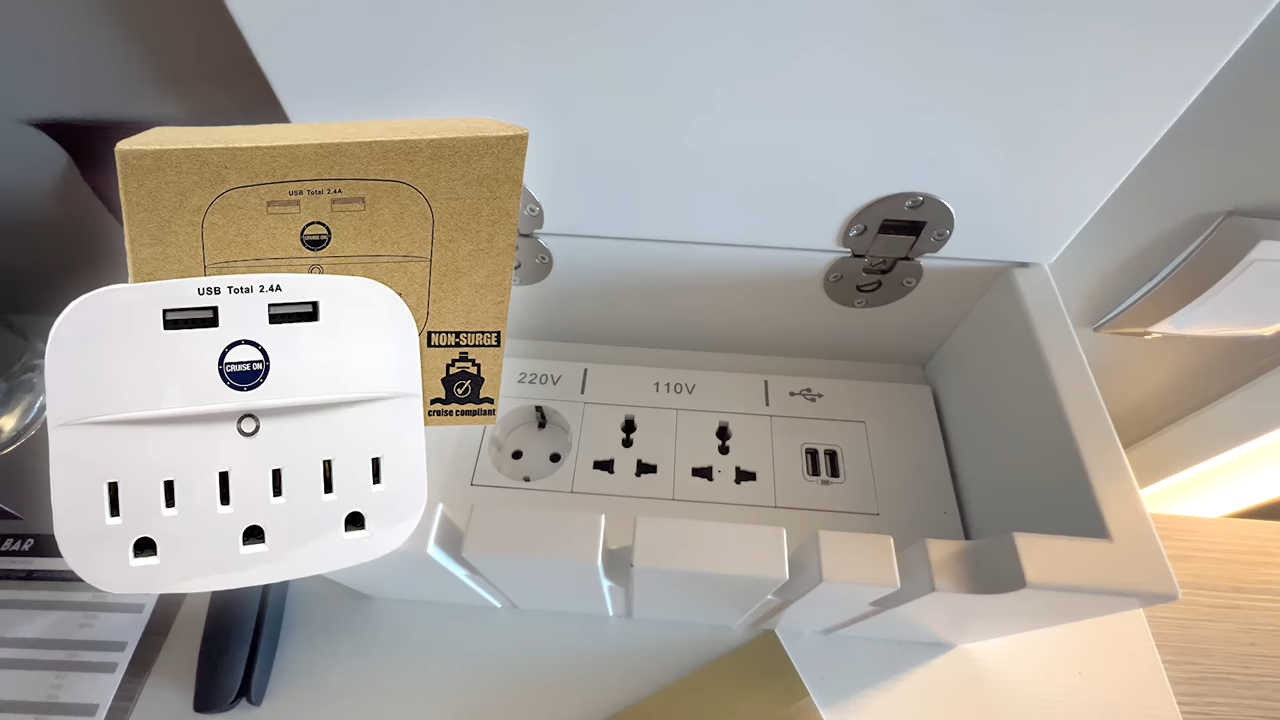 USB Total 2.4A
CRUISE ON
NON-SURGE
cruise compliant
USB Total 2.4A
CRUISE ON
220V
110V
BAR